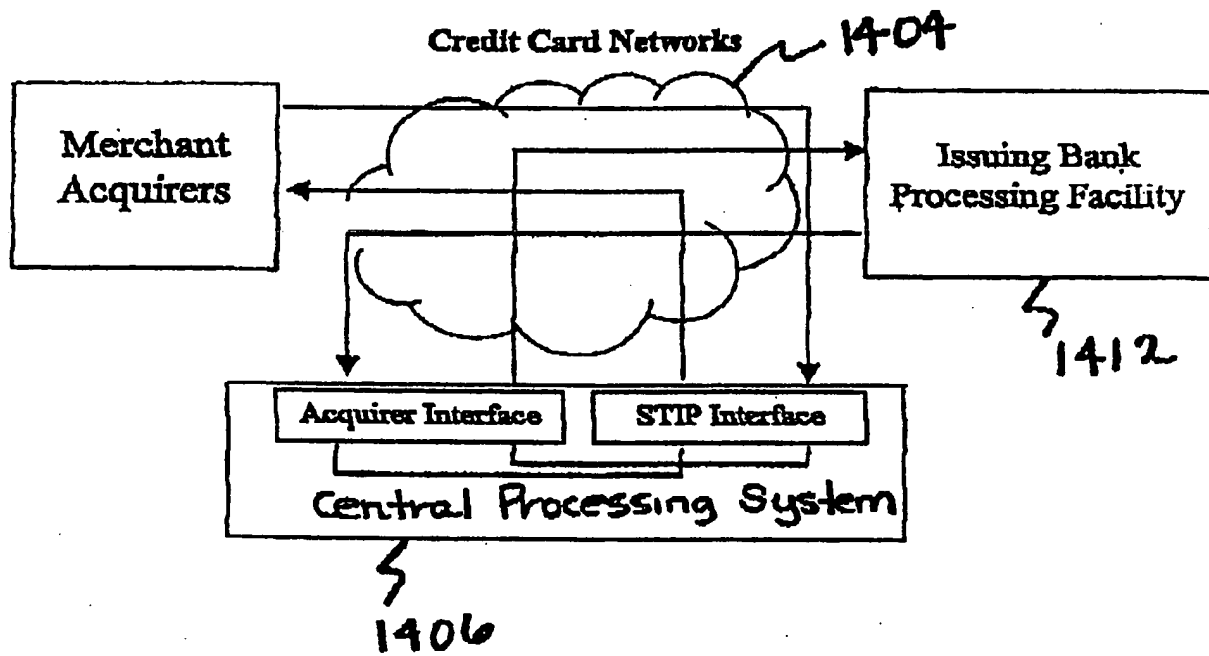 Credit Card Networks
1404
Merchant
Acquirers
Issuing Bank
Processing Facility
1412
Acquirer Interface
STIP Interface
Central Processing System
1406